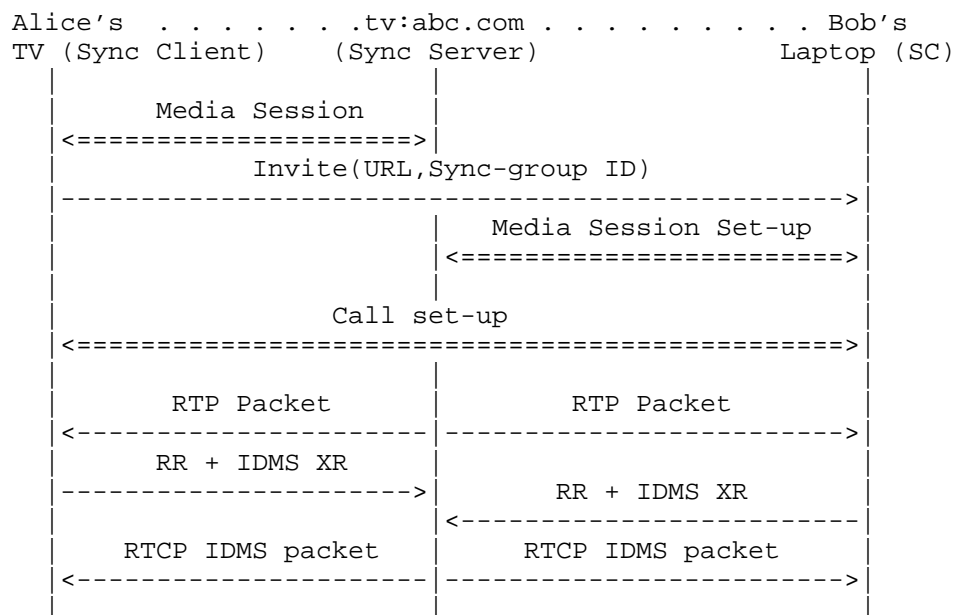 Alice's . . . . . . .tv:abc.com . . . . . . . . . Bob's
TV (Sync Client) (Sync Server) Laptop (SC)
Media Session
Invite(URL,Sync-group ID)
Media Session Set-up
Call set-up
RTP Packet RTP Packet
RR + IDMS XR
RR + IDMS XR
RTCP IDMS packet RTCP IDMS packet